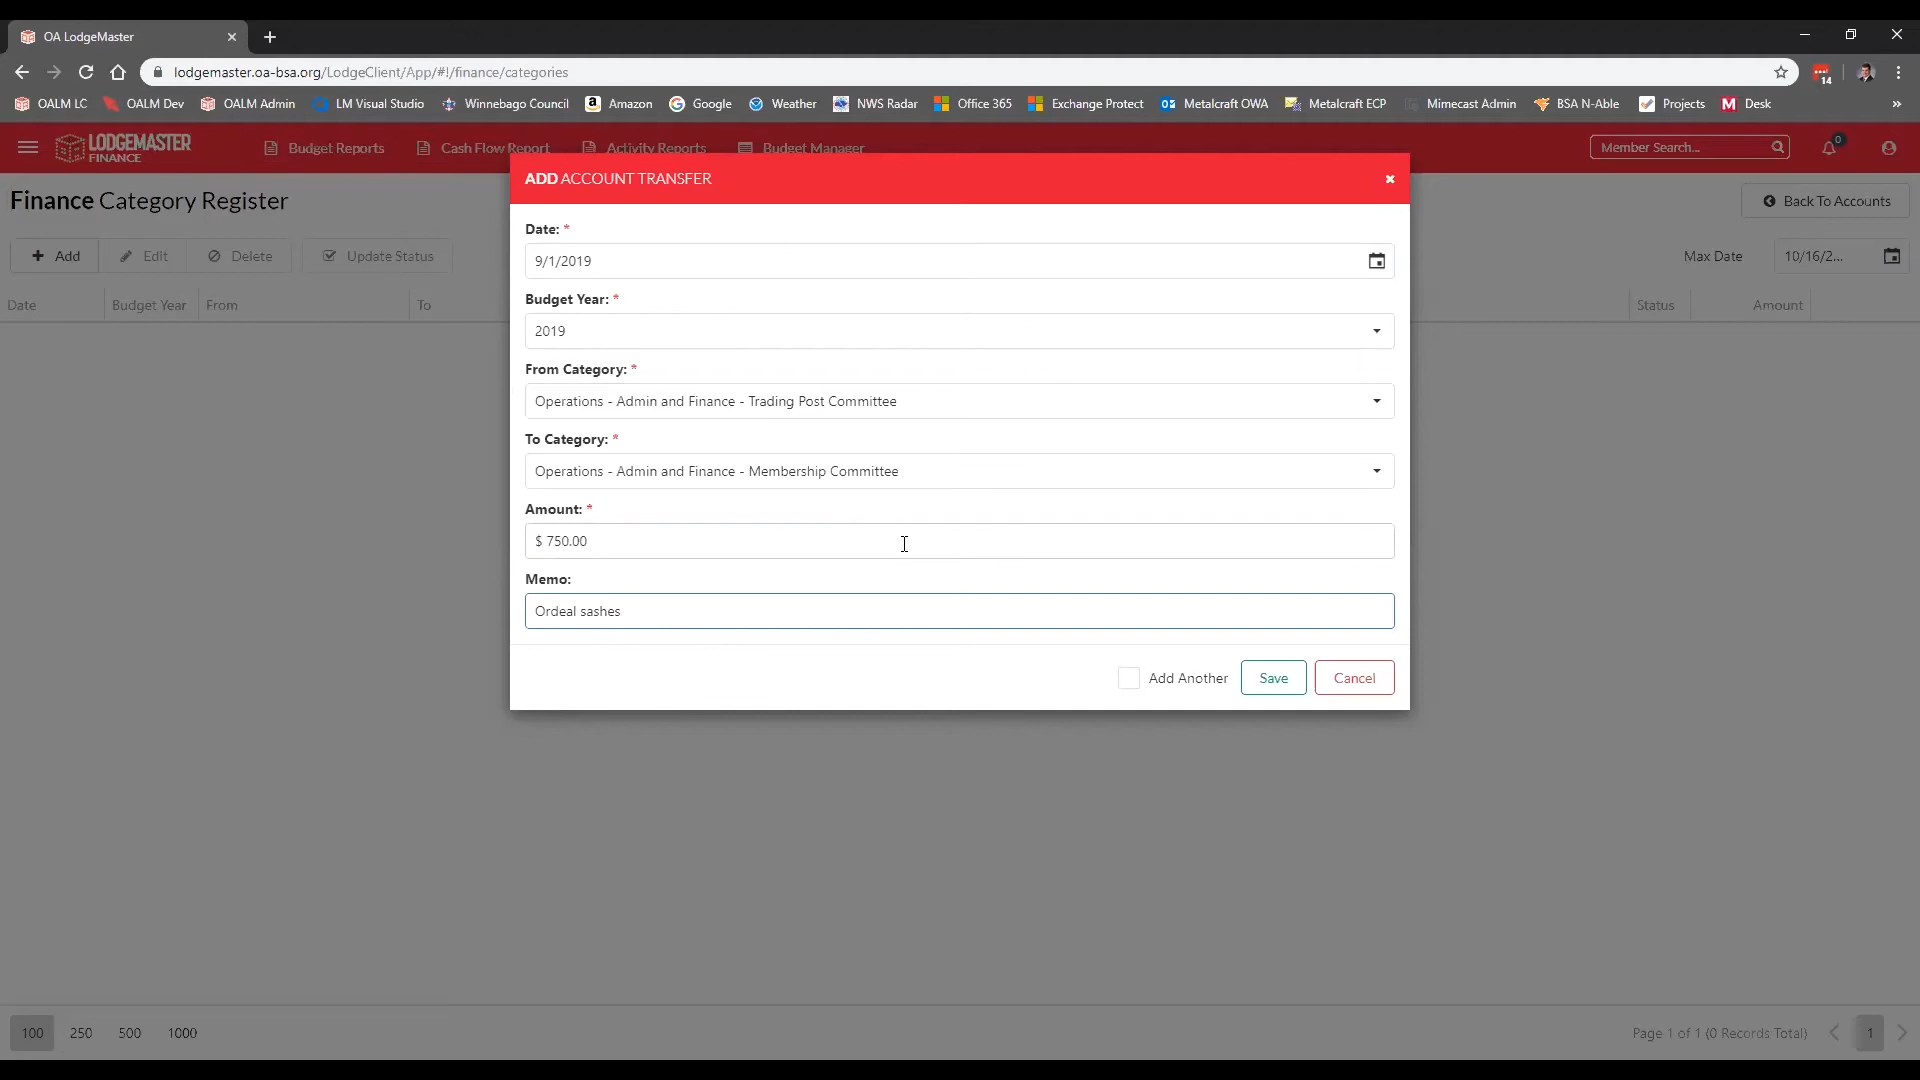 OA LodgeMaster
lodgemaster.oa-bsa.org/LodgeClient/App/#!/finance/categories
14
OALM LC OALM Dev OALM Admin LM Visual Studio Winnebago Council Amazon Google Weather NWS Radar Office 365 Exchange Protect Metalcraft OWA Metalcraft ECP Mimecast Admin BSA N-Able Projects Desk
LODGEMASTER
FINANCE
Budget Reports Cash Flow Report Activity Reports Budget Manager Member Search... 0
ADD ACCOUNT TRANSFER
Finance Category Register Back To Accounts
Date: *
9/1/2019
Add Edit Delete Update Status Max Date 10/16/2...
Budget Year: *
Date Budget Year From To Status Amount
2019
From Category: *
Operations - Admin and Finance - Trading Post Committee
To Category: *
Operations - Admin and Finance - Membership Committee
Amount: *
$ 750.00
Memo:
Ordeal sashes
Add Another Save Cancel
100 250 500 1000 Page 1 of 1 (0 Records Total) 1